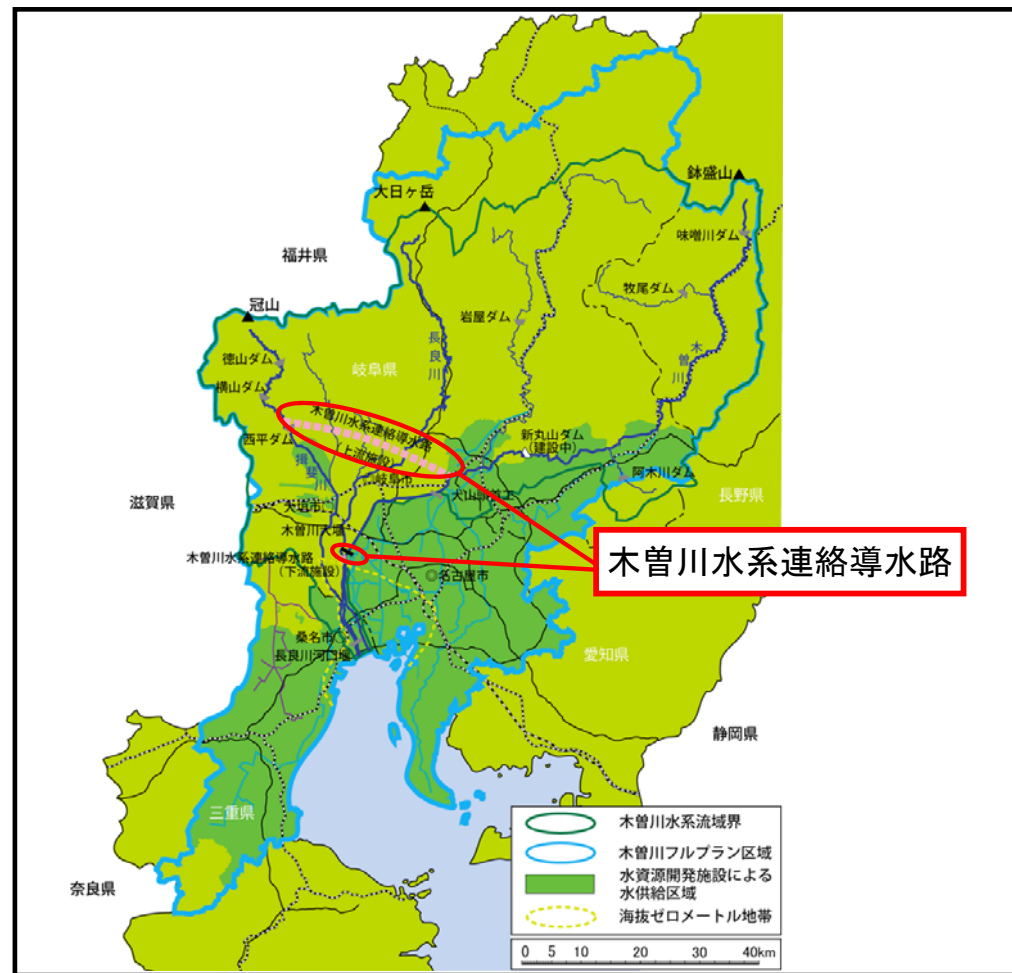 鉢盛山
大日ヶ岳
味噌川ダム
福井県
牧尾ダム
冠山
岩屋ダム
長良川
木曽川
徳山ダム
岐阜県
横山ダム
木曽川水系連絡導水路
(上流施設)
新丸山ダム
(建設中)
西平ダム
揖斐川
岐阜市
阿木川ダム
長野県
滋賀県
大垣市
犬山頭首工
木曽川大堰
木曽川水系連絡導水路
(下流施設)
木曽川水系連絡導水路
◎名古屋市
桑名市
長良川河口堰
愛知県
静岡県
三重県
奈良県
木曽川水系流域界
木曽川フルプラン区域
水資源開発施設による
水供給区域
海抜ゼロメートル地帯
0 5 10 20 30 40km